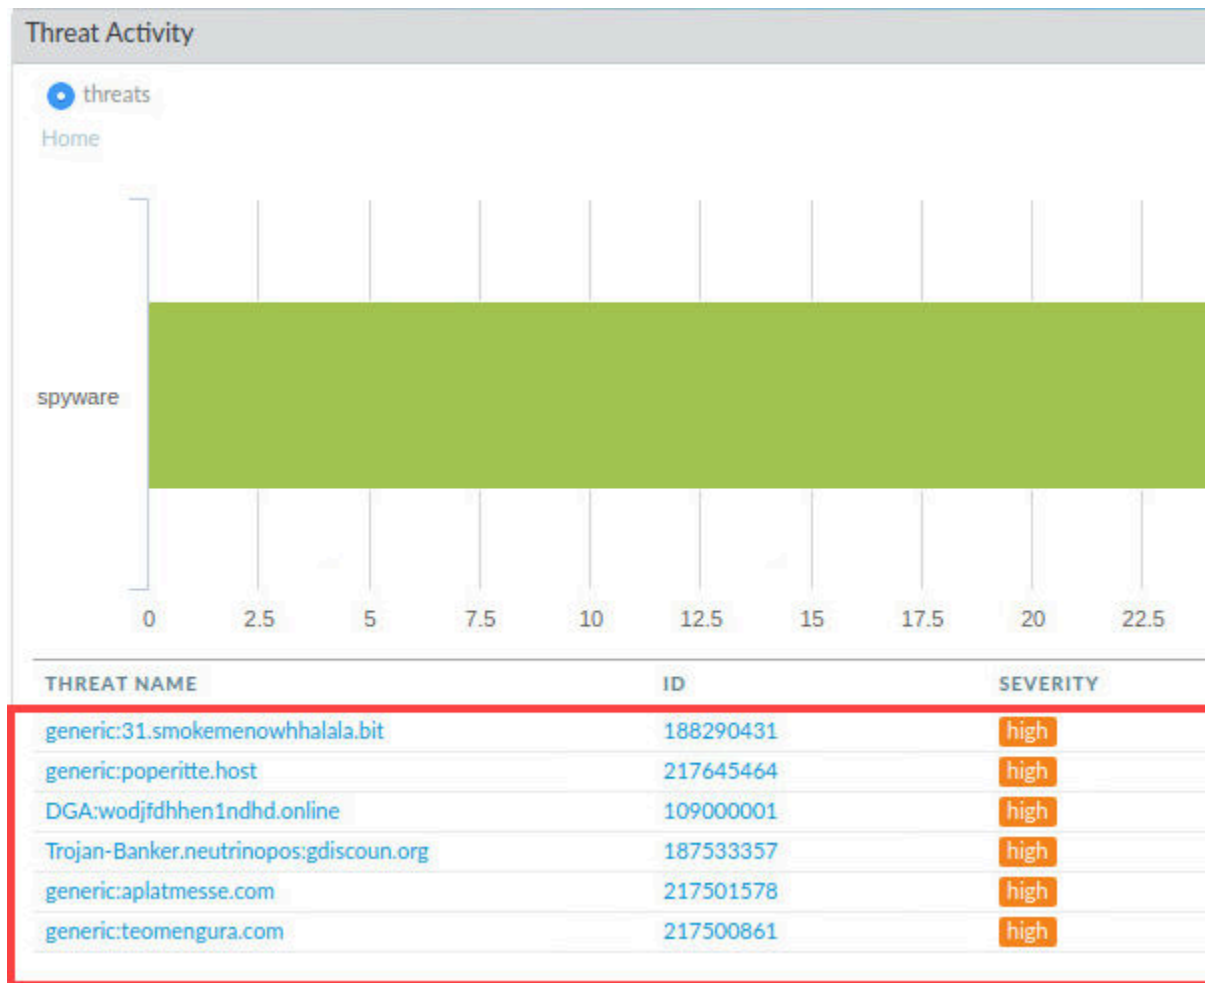 Threat Activity
threats
Home
spyware
0 2.5 5 7.5 10 12.5 15 17.5 20 22.5
THREAT NAME ID SEVERITY
generic:31.smokemenowhhalala.bit 188290431 high
generic:poperitte.host 217645464 high
DGA:wodjfdhhen1ndhd.online 109000001 high
Trojan-Banker.neutrinopos:gdiscoun.org 187533357 high
generic:aplatmesse.com 217501578 high
generic:teomengura.com 217500861 high